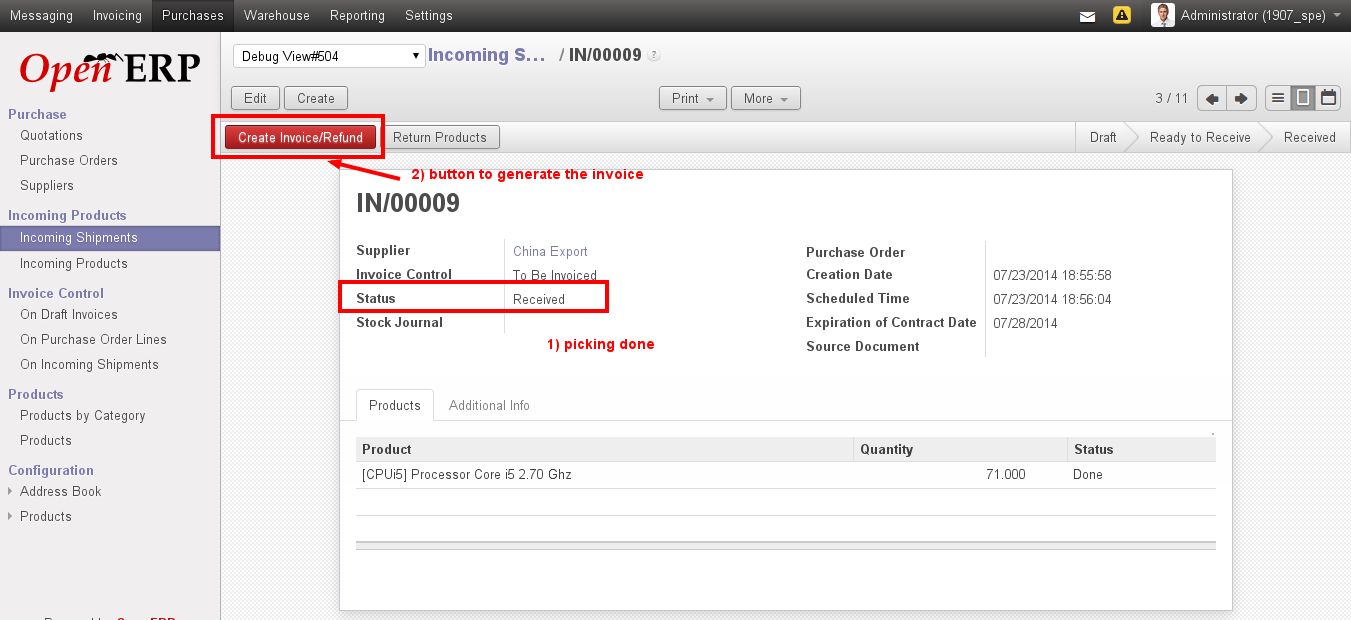 Messaging Invoicing Purchases Warehouse Reporting Settings Administrator (1907_spe)
Open ERP
Debug View#504 Incoming S... / IN/00009 ?
Edit Create Print More 3 / 11
Create Invoice/Refund Return Products Draft Ready to Receive Received
2) button to generate the invoice
Purchase
Quotations
Purchase Orders
Suppliers
Incoming Products
Incoming Shipments
Incoming Products
Invoice Control
On Draft Invoices
On Purchase Order Lines
On Incoming Shipments
Products
Products by Category
Products
Configuration
Address Book
Products
IN/00009
Supplier China Export
Invoice Control To Be Invoiced
Status Received
Stock Journal
1) picking done
Purchase Order
Creation Date 07/23/2014 18:55:58
Scheduled Time 07/23/2014 18:56:04
Expiration of Contract Date 07/28/2014
Source Document
Products Additional Info
Product Quantity Status
[CPUi5] Processor Core i5 2.70 Ghz 71.000 Done